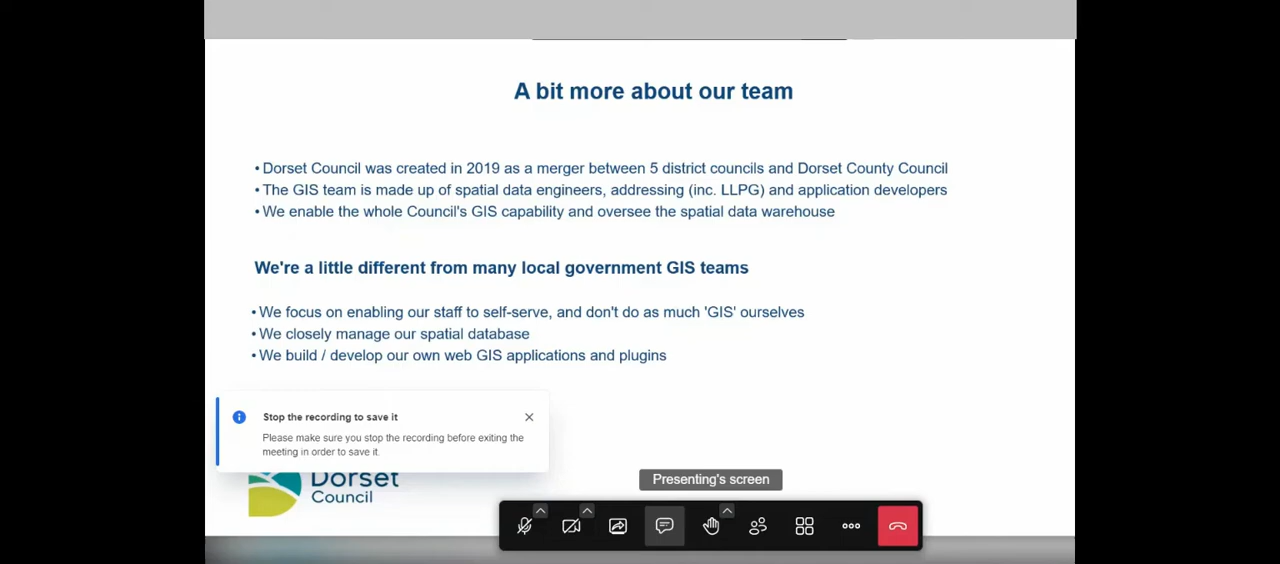 A bit more about our team
• Dorset Council was created in 2019 as a merger between 5 district councils and Dorset County Council
• The GIS team is made up of spatial data engineers, addressing (inc. LLPG) and application developers
• We enable the whole Council's GIS capability and oversee the spatial data warehouse
We're a little different from many local government GIS teams
• We focus on enabling our staff to self-serve, and don't do as much 'GIS' ourselves
• We closely manage our spatial database
• We build / develop our own web GIS applications and plugins
Stop the recording to save it
Please make sure you stop the recording before exiting the
meeting in order to save it.
Dorset
Council
Presenting's screen